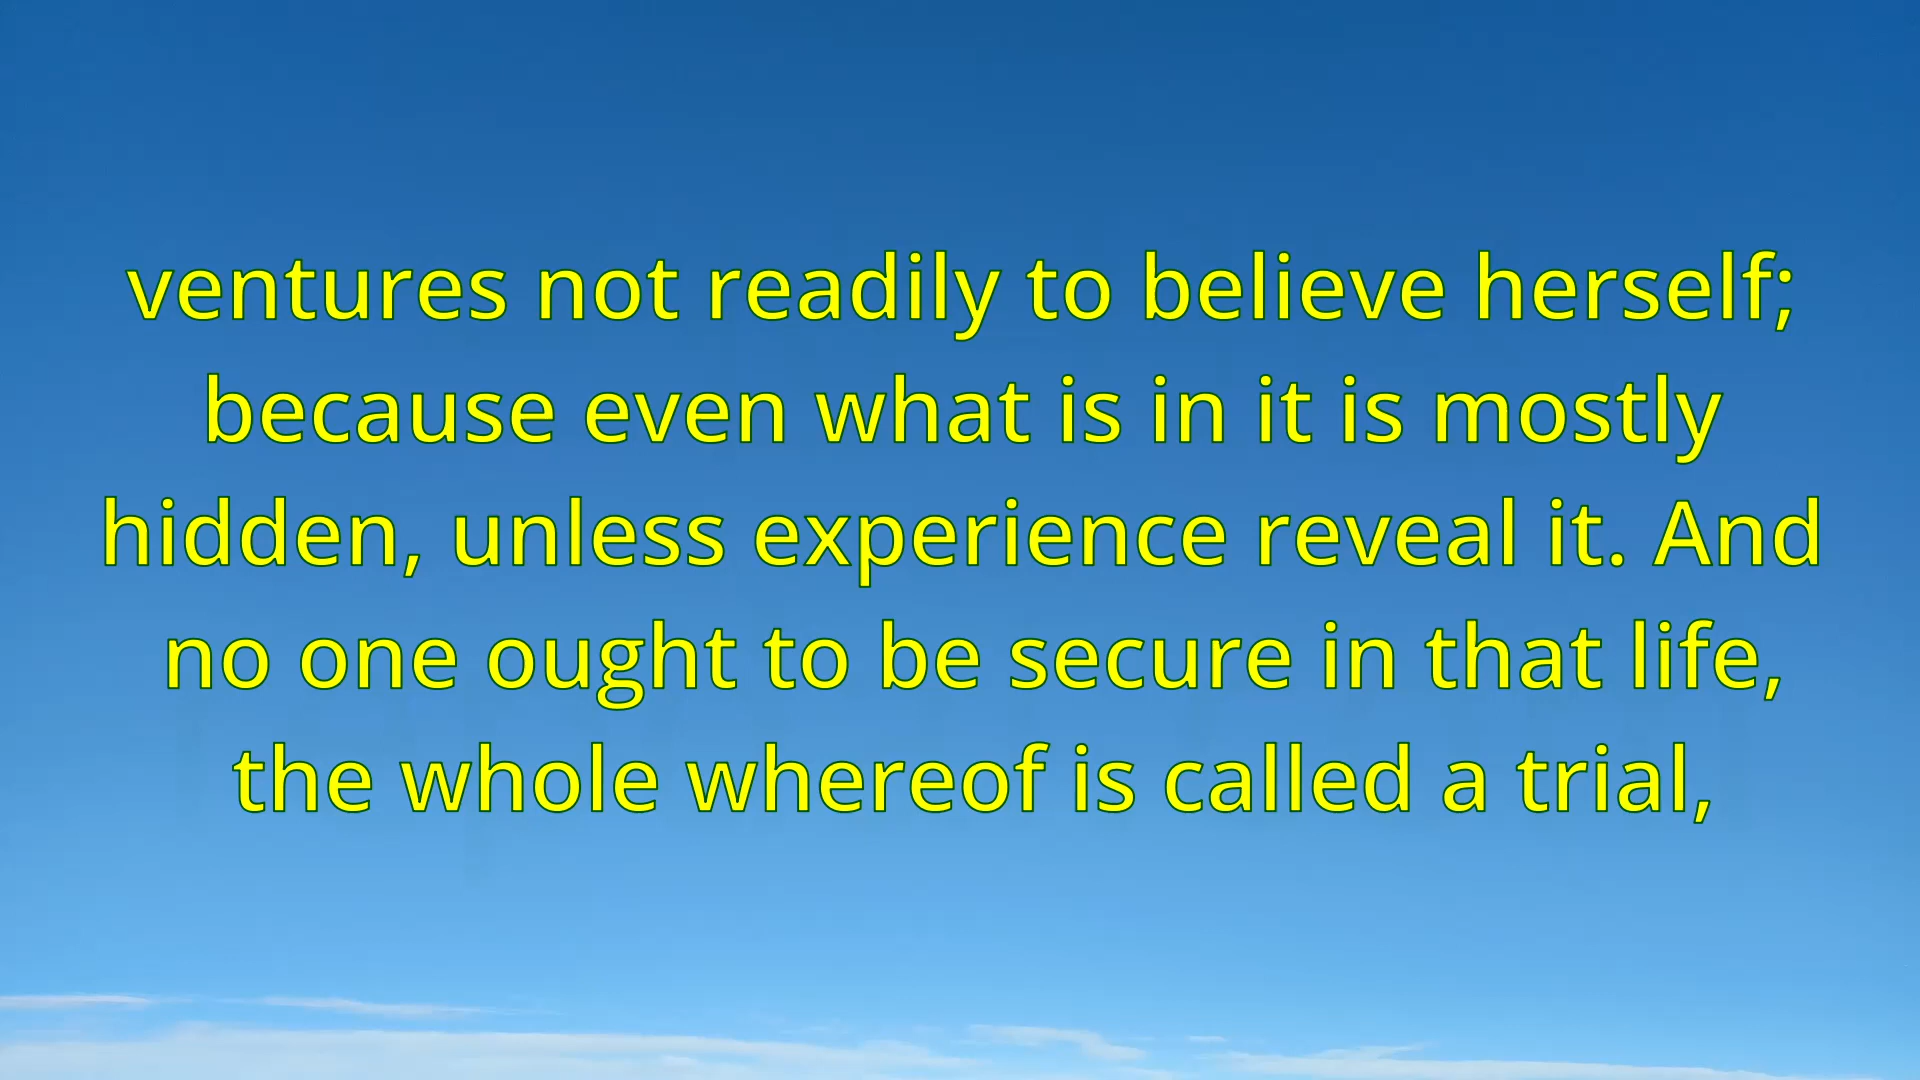 ventures not readily to believe herself;
because even what is in it is mostly
hidden, unless experience reveal it. And
no one ought to be secure in that life,
the whole whereof is called a trial,